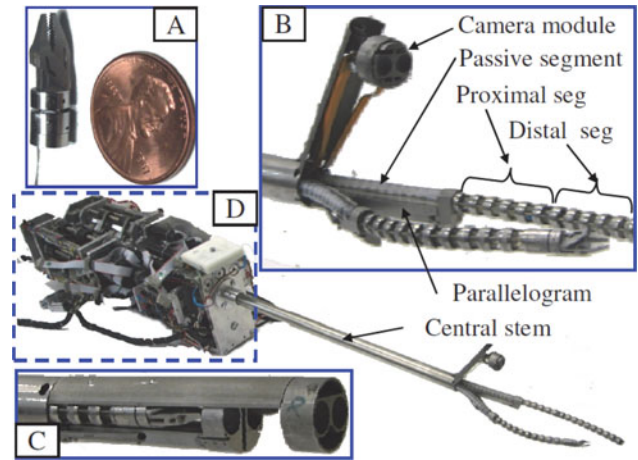 A
B
Camera module
Passive segment
Proximal seg
Distal seg
D
Parallelogram
Central stem
C